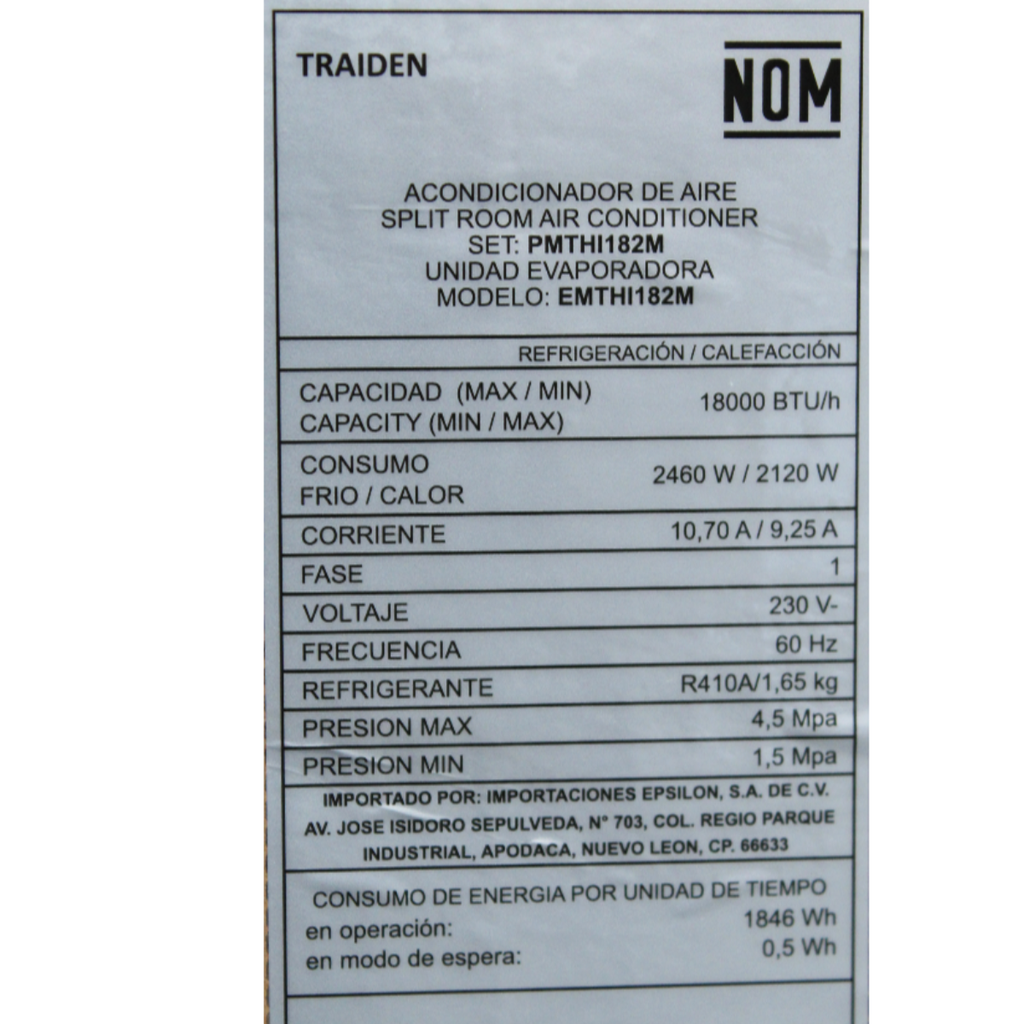 TRAIDEN
NOM
ACONDICIONADOR DE AIRE
SPLIT ROOM AIR CONDITIONER
SET: PMTHI182M
UNIDAD EVAPORADORA
MODELO: EMTHI182M
REFRIGERACIÓN / CALEFACCIÓN
CAPACIDAD (MAX / MIN)
CAPACITY (MIN / MAX)
18000 BTU/h
CONSUMO
FRIO / CALOR
2460 W / 2120 W
CORRIENTE 10,70 A / 9,25 A
FASE 1
VOLTAJE 230 V-
FRECUENCIA 60 Hz
REFRIGERANTE R410A/1,65 kg
PRESION MAX 4,5 Mpa
PRESION MIN 1,5 Mpa
IMPORTADO POR: IMPORTACIONES EPSILON, S.A. DE C.V.
AV. JOSE ISIDORO SEPULVEDA, N° 703, COL. REGIO PARQUE
INDUSTRIAL, APODACA, NUEVO LEON, CP. 66633
CONSUMO DE ENERGIA POR UNIDAD DE TIEMPO
en operación: 1846 Wh
en modo de espera: 0,5 Wh